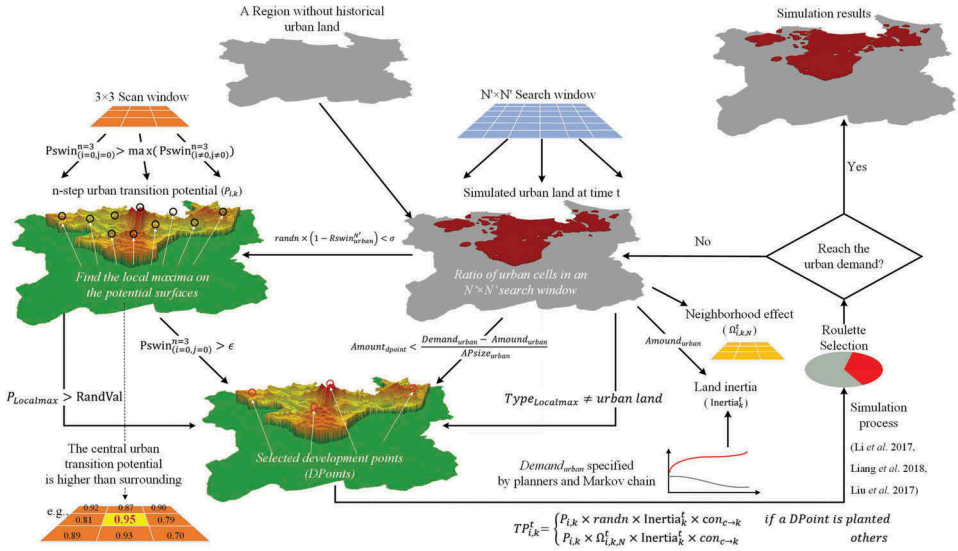 A Region without historical
urban land
Simulation results
3×3 Scan window
N'×N' Search window
Pswin^{n=3}_{(i=0,j=0)} > max(Pswin^{n=3}_{(i≠0,j≠0)})
Yes
n-step urban transition potential (P_{i,k})
Simulated urban land at time t
randn × (1 − Rswin^{N'}_{urban}) < σ
No
Reach the
urban demand?
Find the local maxima on
the potential surfaces
Ratio of urban cells in an
N'×N' search window
Neighborhood effect
(Ω^t_{i,k,N})
Amound_{urban}
Roulette
Selection
Pswin^{n=3}_{(i=0,j=0)} > ϵ
Amount_{dpoint} < \frac{Demand_{urban} − Amound_{urban}}{APsize_{urban}}
Land inertia
(Inertia^t_k)
P_{Localmax} > RandVal
Type_{Localmax} ≠ urban land
Simulation
process
(Li et al. 2017,
Liang et al. 2018,
Liu et al. 2017)
Selected development points
(DPoints)
The central urban
transition potential
is higher than surrounding
Demand_{urban} specified
by planners and Markov chain
e.g.,
0.92 0.87 0.90
0.81 0.95 0.79
0.89 0.93 0.70
TP^t_{i,k} = { P_{i,k} × randn × Inertia^t_k × con_{c→k} if a DPoint is planted
P_{i,k} × Ω^t_{i,k,N} × Inertia^t_k × con_{c→k} others